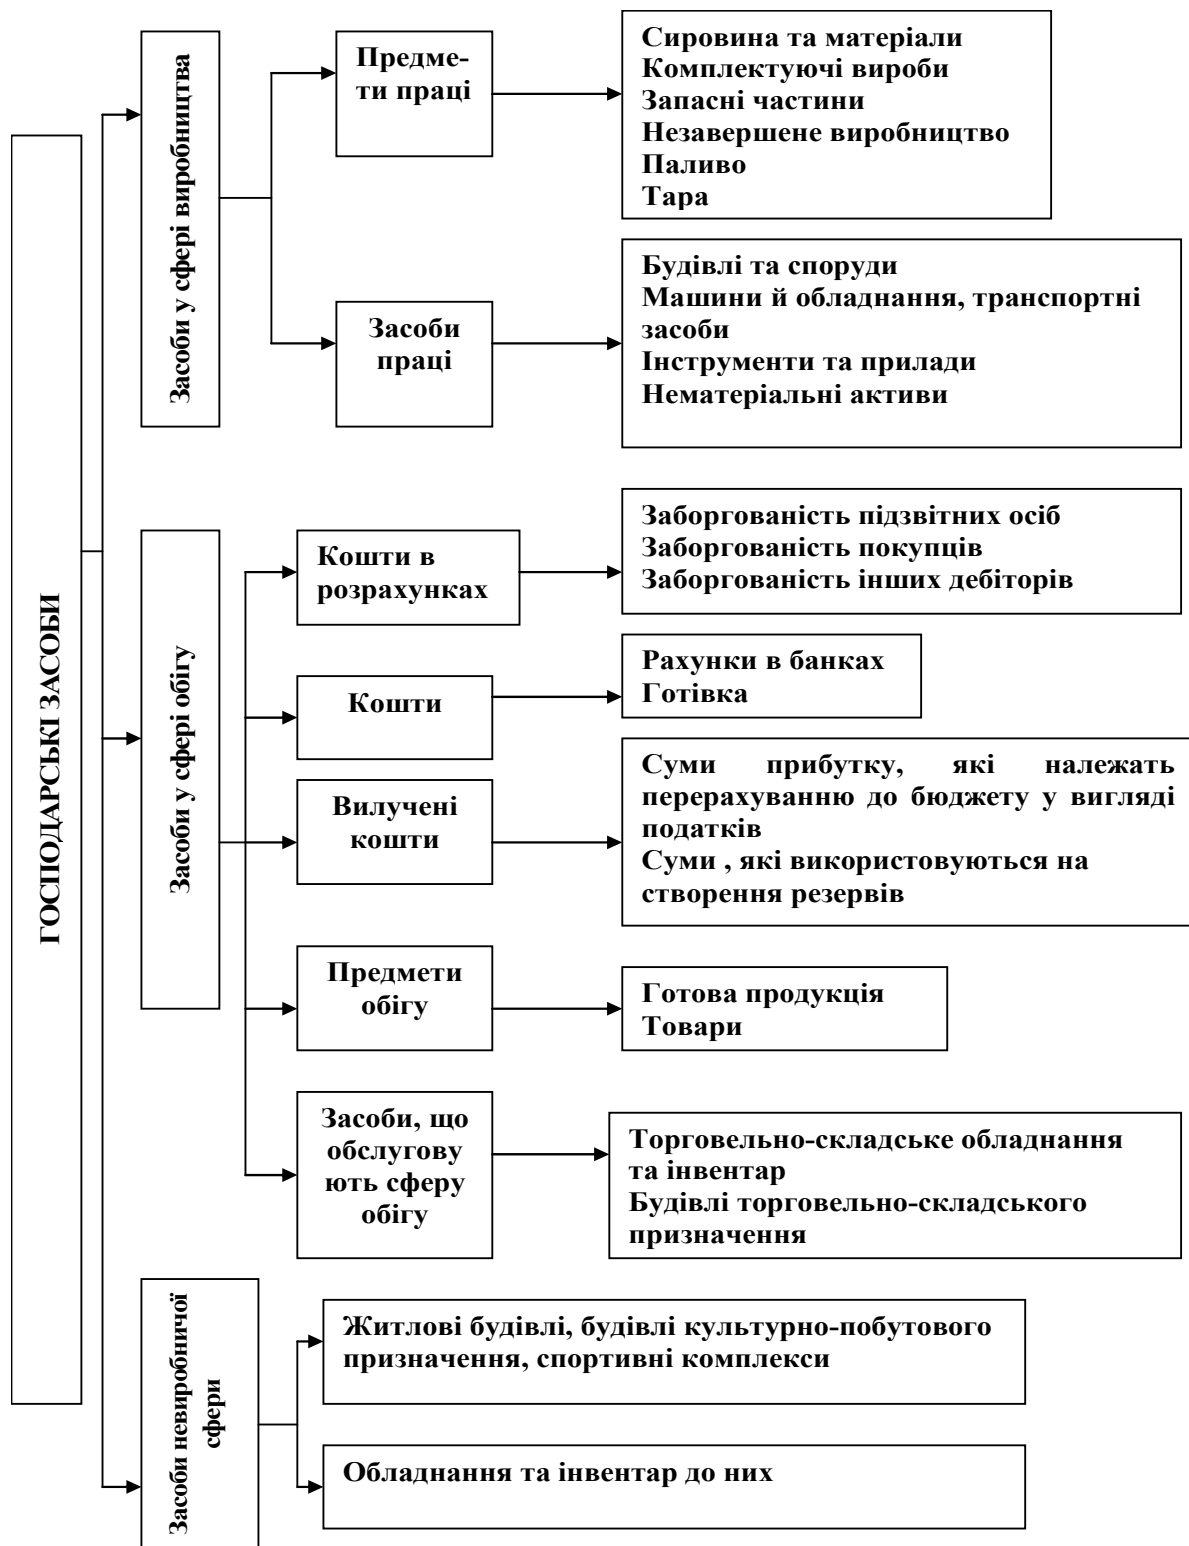 ГОСПОДАРСЬКІ ЗАСОБИ
Засоби у сфері виробництва
Предме-
ти праці
Сировина та матеріали
Комплектуючі вироби
Запасні частини
Незавершене виробництво
Паливо
Тара
Засоби
праці
Будівлі та споруди
Машини й обладнання, транспортні
засоби
Інструменти та прилади
Нематеріальні активи
Засоби у сфері обігу
Кошти в
розрахунках
Заборгованість підзвітних осіб
Заборгованість покупців
Заборгованість інших дебіторів
Кошти
Рахунки в банках
Готівка
Вилучені
кошти
Суми прибутку, які належать
перерахуванню до бюджету у вигляді
податків
Суми , які використовуються на
створення резервів
Предмети
обігу
Готова продукція
Товари
Засоби, що
обслугову
ють сферу
обігу
Торговельно-складське обладнання
та інвентар
Будівлі торговельно-складського
призначення
Засоби невиробничої
сфери
Житлові будівлі, будівлі культурно-побутового
призначення, спортивні комплекси
Обладнання та інвентар до них